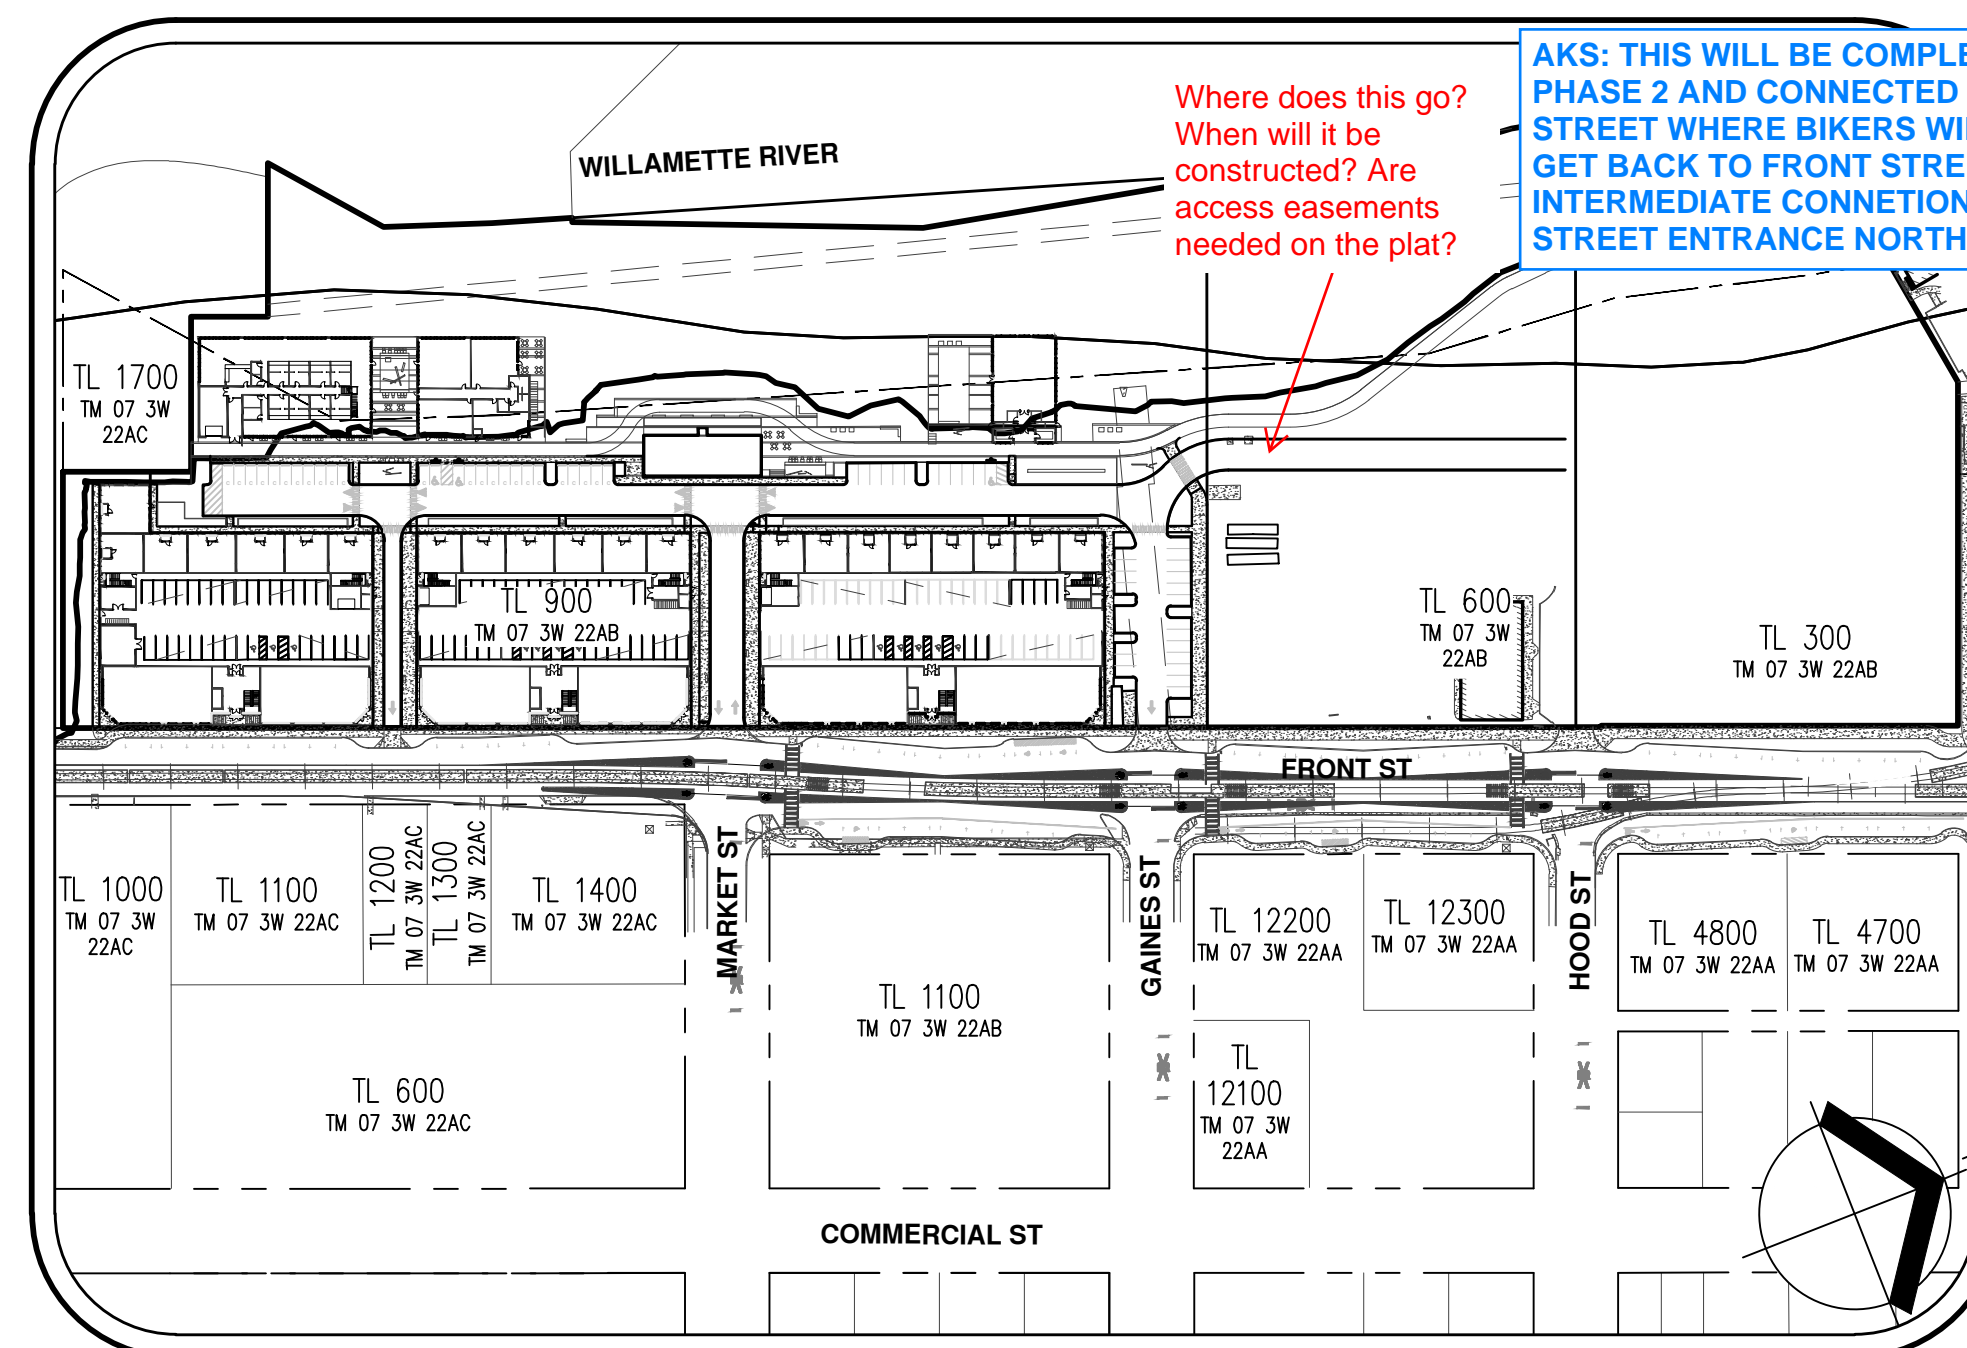 AKS: THIS WILL BE COMPLE
PHASE 2 AND CONNECTED
STREET WHERE BIKERS WI
GET BACK TO FRONT STRE
INTERMEDIATE CONNETION
STREET ENTRANCE NORTH
Where does this go?
When will it be
constructed? Are
access easements
needed on the plat?
WILLAMETTE RIVER
TL 1700
TM 07 3W
22AC
TL 900
TM 07 3W 22AB
TL 600
TM 07 3W
22AB
TL 300
TM 07 3W 22AB
FRONT ST
MARKET ST
GAINES ST
HOOD ST
TL 1000
TM 07 3W
22AC
TL 1100
TM 07 3W 22AC
TL 1200
TM 07 3W 22AC
TL 1300
TM 07 3W 22AC
TL 1400
TM 07 3W 22AC
TL 12200
TM 07 3W 22AA
TL 12300
TM 07 3W 22AA
TL 4800
TM 07 3W 22AA
TL 4700
TM 07 3W 22AA
TL 1100
TM 07 3W 22AB
TL
12100
TM 07 3W
22AA
TL 600
TM 07 3W 22AC
COMMERCIAL ST